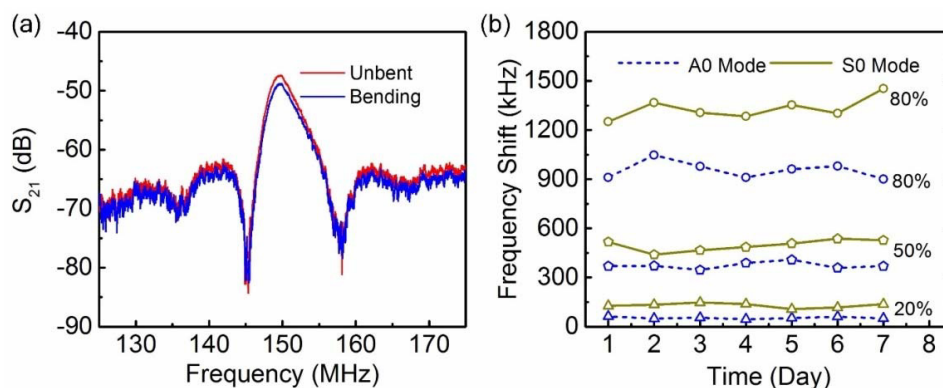 (a)
-40
-50
-60
-70
-80
-90
S21 (dB)
Unbent
Bending
130 140 150 160 170
Frequency (MHz)
(b)
1800
1500
1200
900
600
300
0
Frequency Shift (kHz)
A0 Mode S0 Mode
80%
80%
50%
20%
1 2 3 4 5 6 7 8
Time (Day)